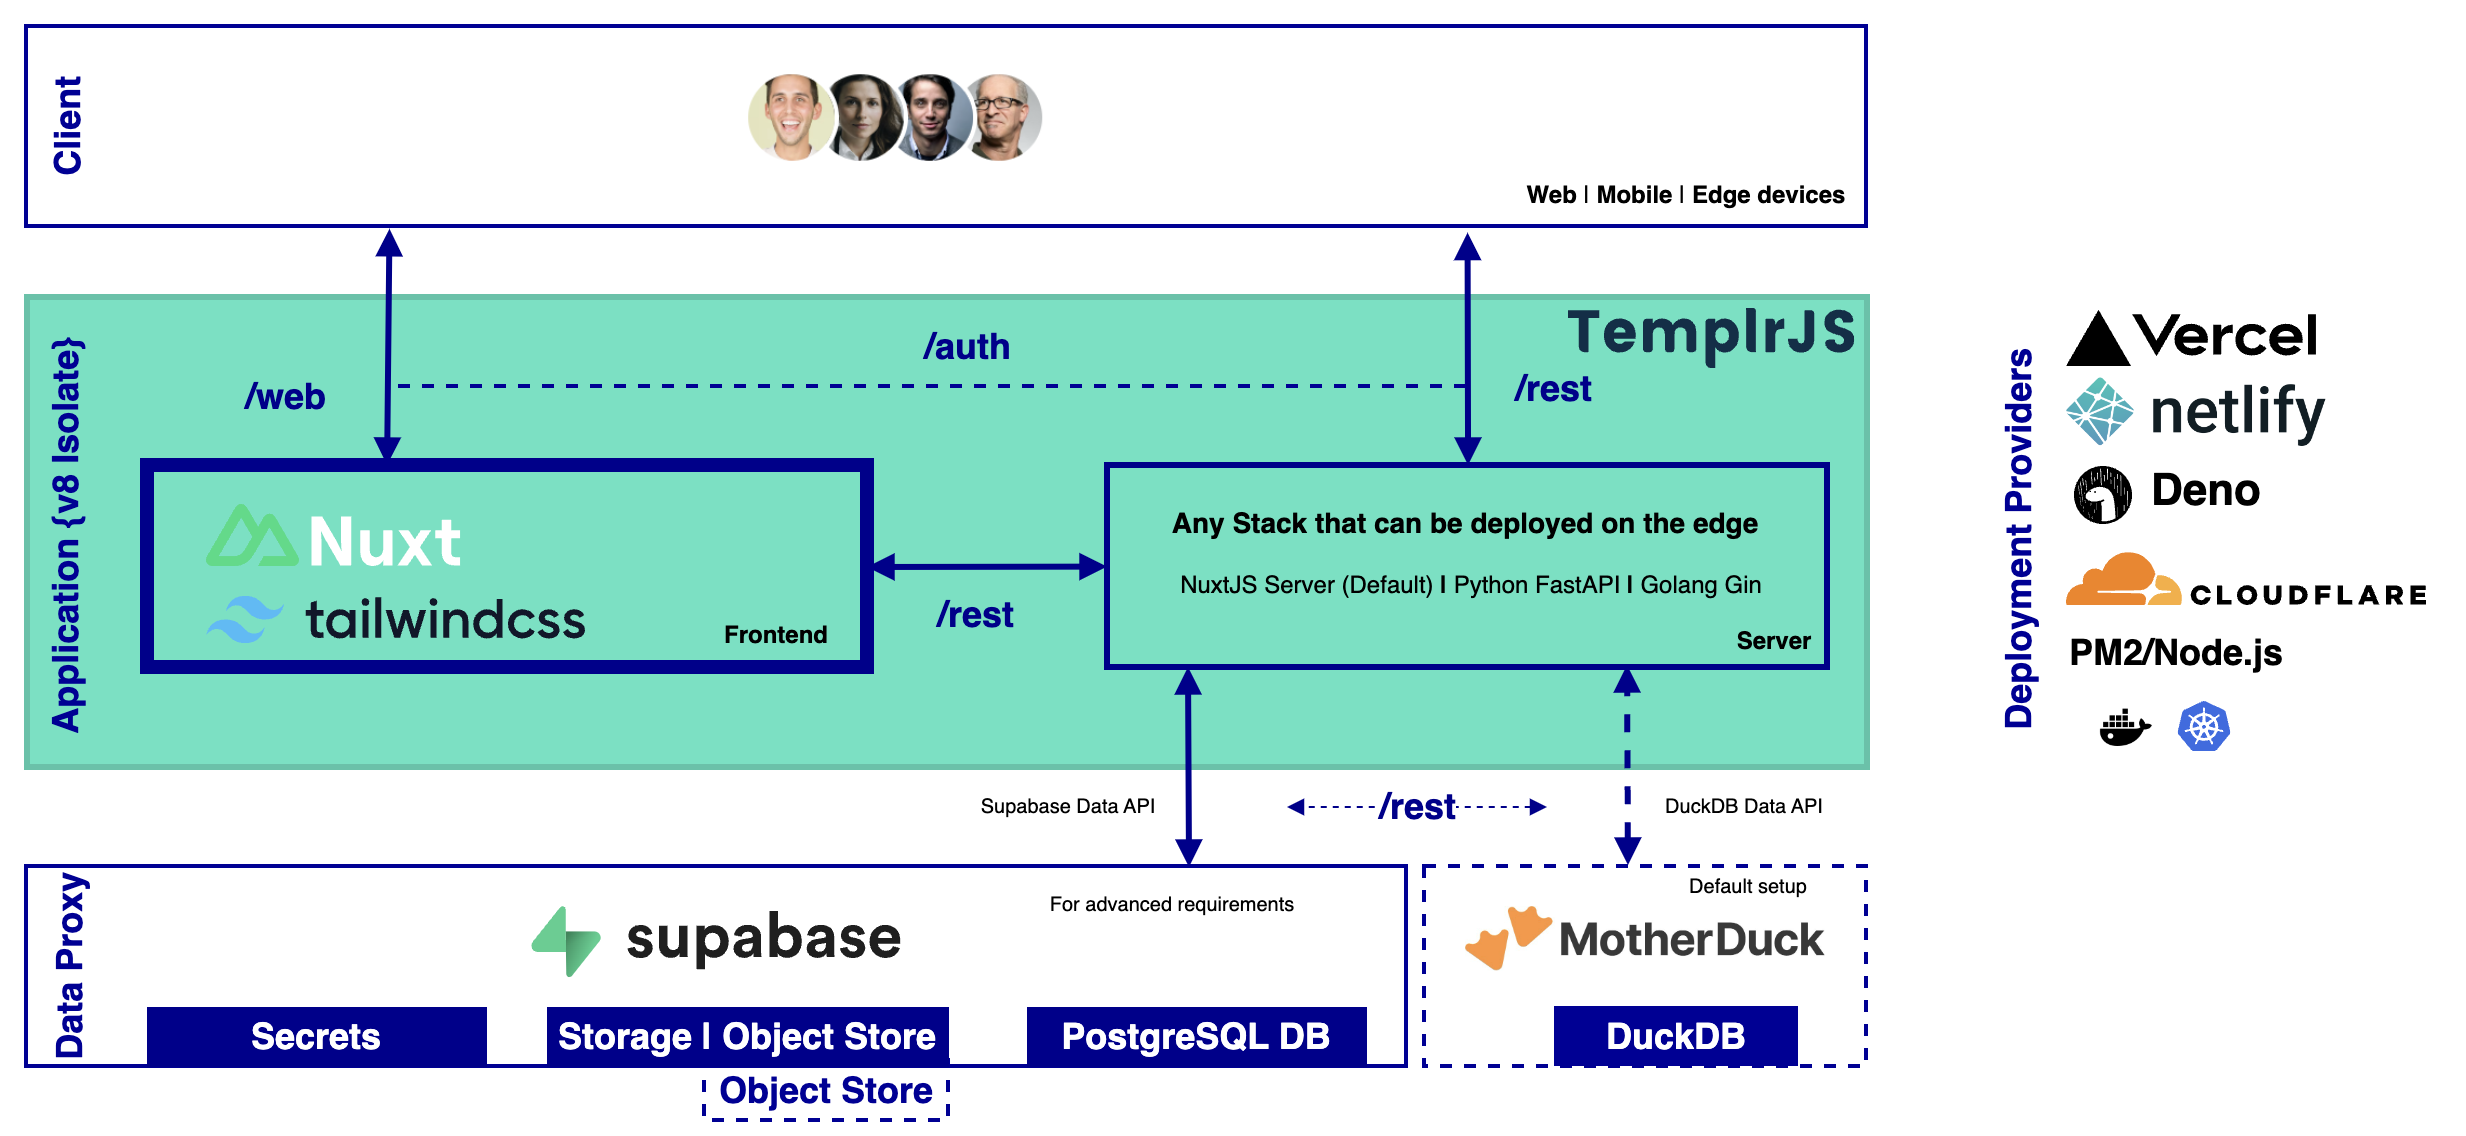 Client
Web | Mobile | Edge devices
Application {v8 Isolate}
TemplrJS
/auth
/web
/rest
Nuxt
tailwindcss
Frontend
/rest
Any Stack that can be deployed on the edge
NuxtJS Server (Default) | Python FastAPI | Golang Gin
Server
Supabase Data API
/rest
DuckDB Data API
Data Proxy
For advanced requirements
supabase
Secrets
Storage | Object Store
PostgreSQL DB
Object Store
Default setup
MotherDuck
DuckDB
Deployment Providers
Vercel
netlify
Deno
CLOUDFLARE
PM2/Node.js